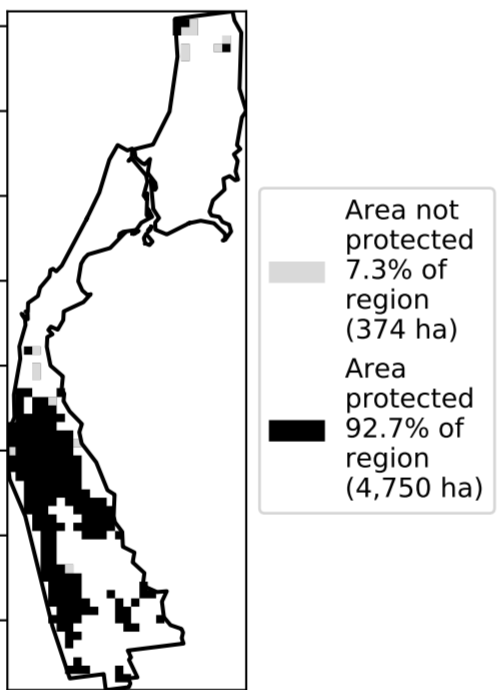 Area not
protected
7.3% of
region
(374 ha)
Area
protected
92.7% of
region
(4,750 ha)